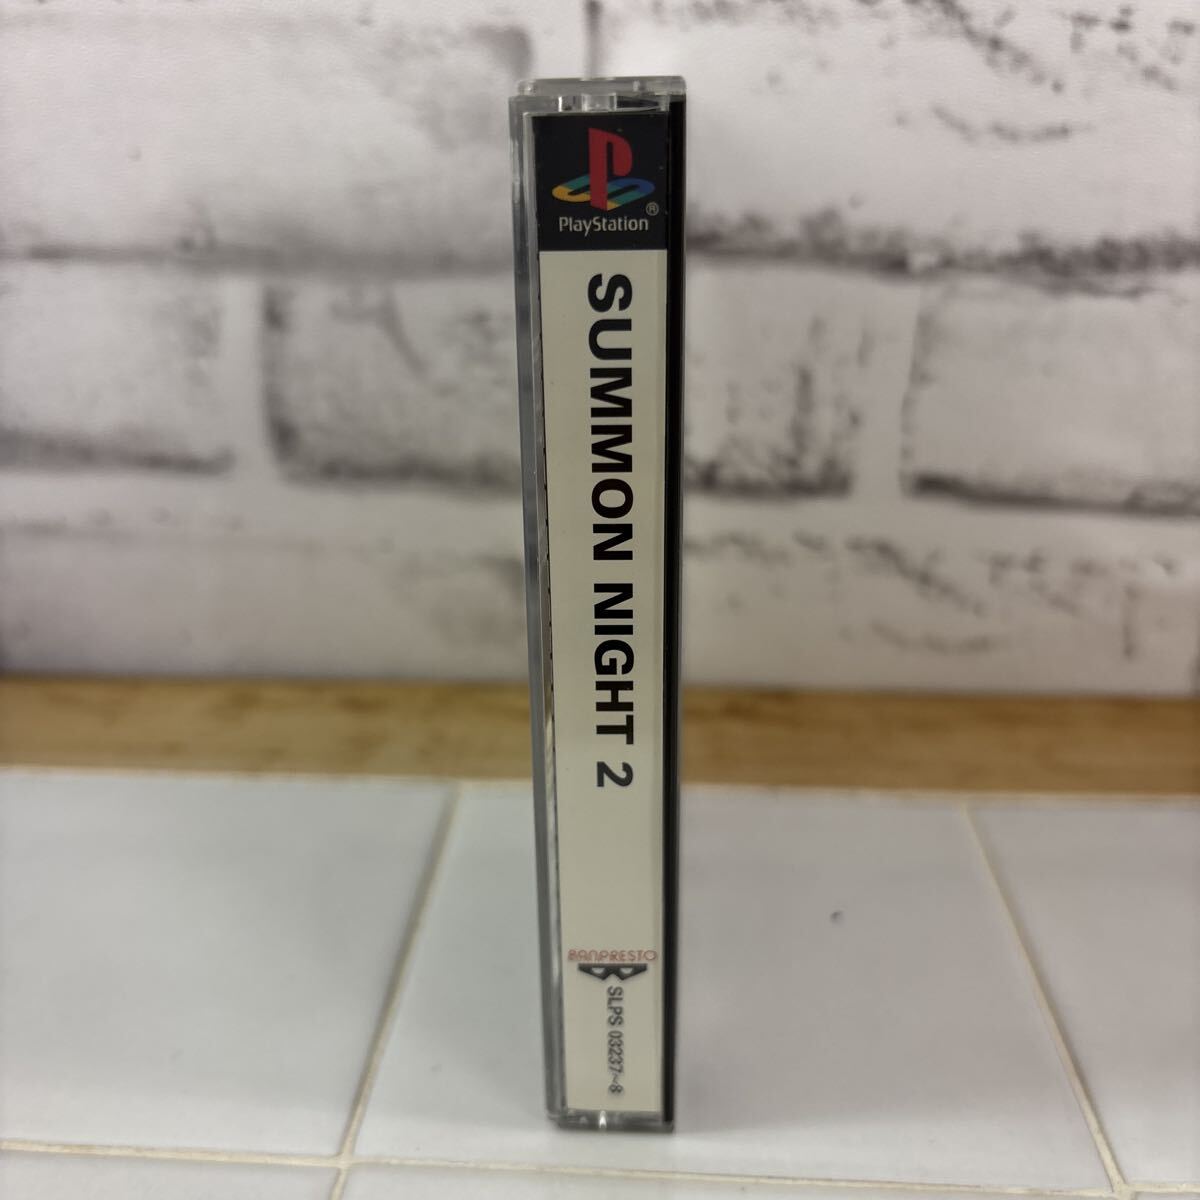 PlayStation®
SUMMON NIGHT 2
BANPRESTO
SLPS 03237~8